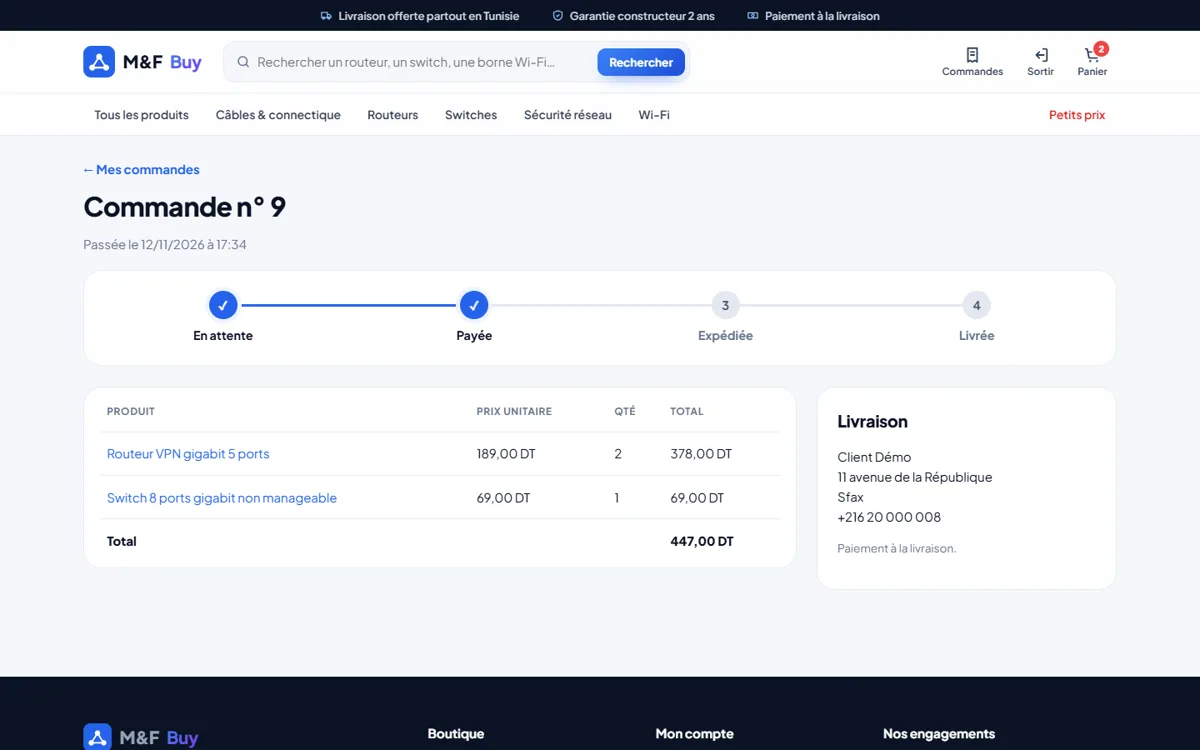 Livraison offerte partout en Tunisie Garantie constructeur 2 ans Paiement à la livraison
M&F Buy
Rechercher un routeur, un switch, une borne Wi-Fi...
Rechercher
Commandes
Sortir
2
Panier
Tous les produits Câbles & connectique Routeurs Switches Sécurité réseau Wi-Fi Petits prix
← Mes commandes
Commande n° 9
Passée le 12/11/2026 à 17:34
✓ ✓ 3 4
En attente Payée Expédiée Livrée
PRODUIT PRIX UNITAIRE QTÉ TOTAL
Routeur VPN gigabit 5 ports 189,00 DT 2 378,00 DT
Switch 8 ports gigabit non manageable 69,00 DT 1 69,00 DT
Total 447,00 DT
Livraison
Client Démo
11 avenue de la République
Sfax
+216 20 000 008
Paiement à la livraison.
M&F Buy
Boutique
Mon compte
Nos engagements